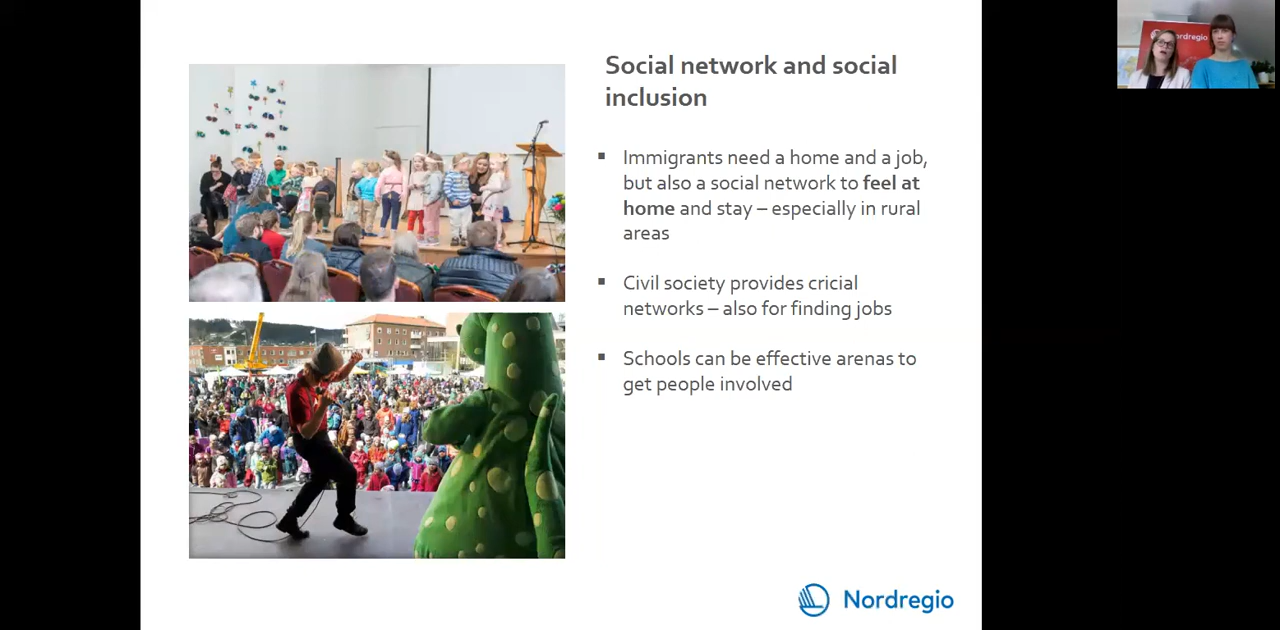 Social network and social
inclusion
▪ Immigrants need a home and a job,
but also a social network to feel at
home and stay – especially in rural
areas
▪ Civil society provides cricial
networks – also for finding jobs
▪ Schools can be effective arenas to
get people involved
Nordregio
Nordregio